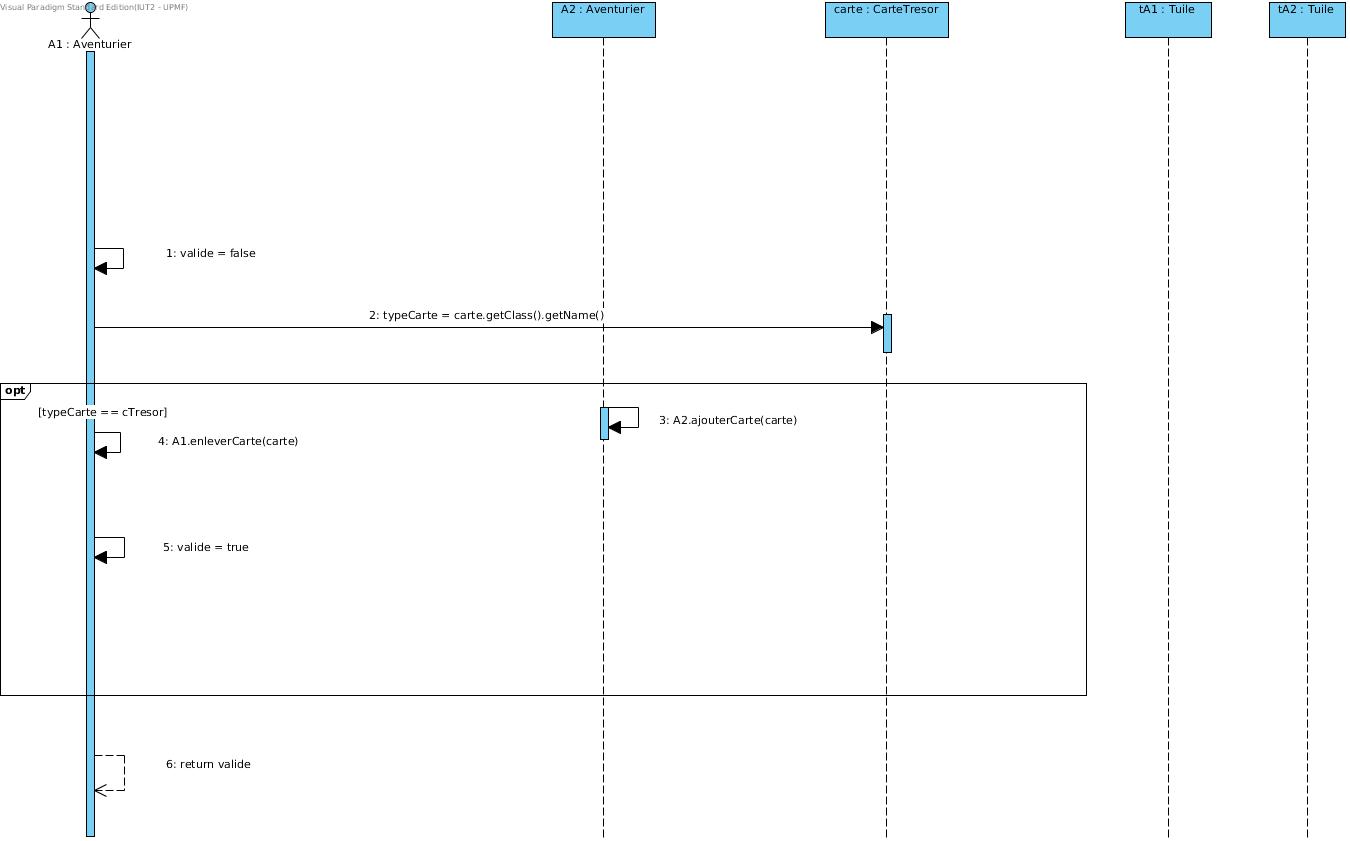 Visual Paradigm Standard Edition(IUT2 - UPMF)
A1 : Aventurier
A2 : Aventurier
carte : CarteTresor
tA1 : Tuile
tA2 : Tuile
1: valide = false
2: typeCarte = carte.getClass().getName()
opt
[typeCarte == cTresor]
3: A2.ajouterCarte(carte)
4: A1.enleverCarte(carte)
5: valide = true
6: return valide